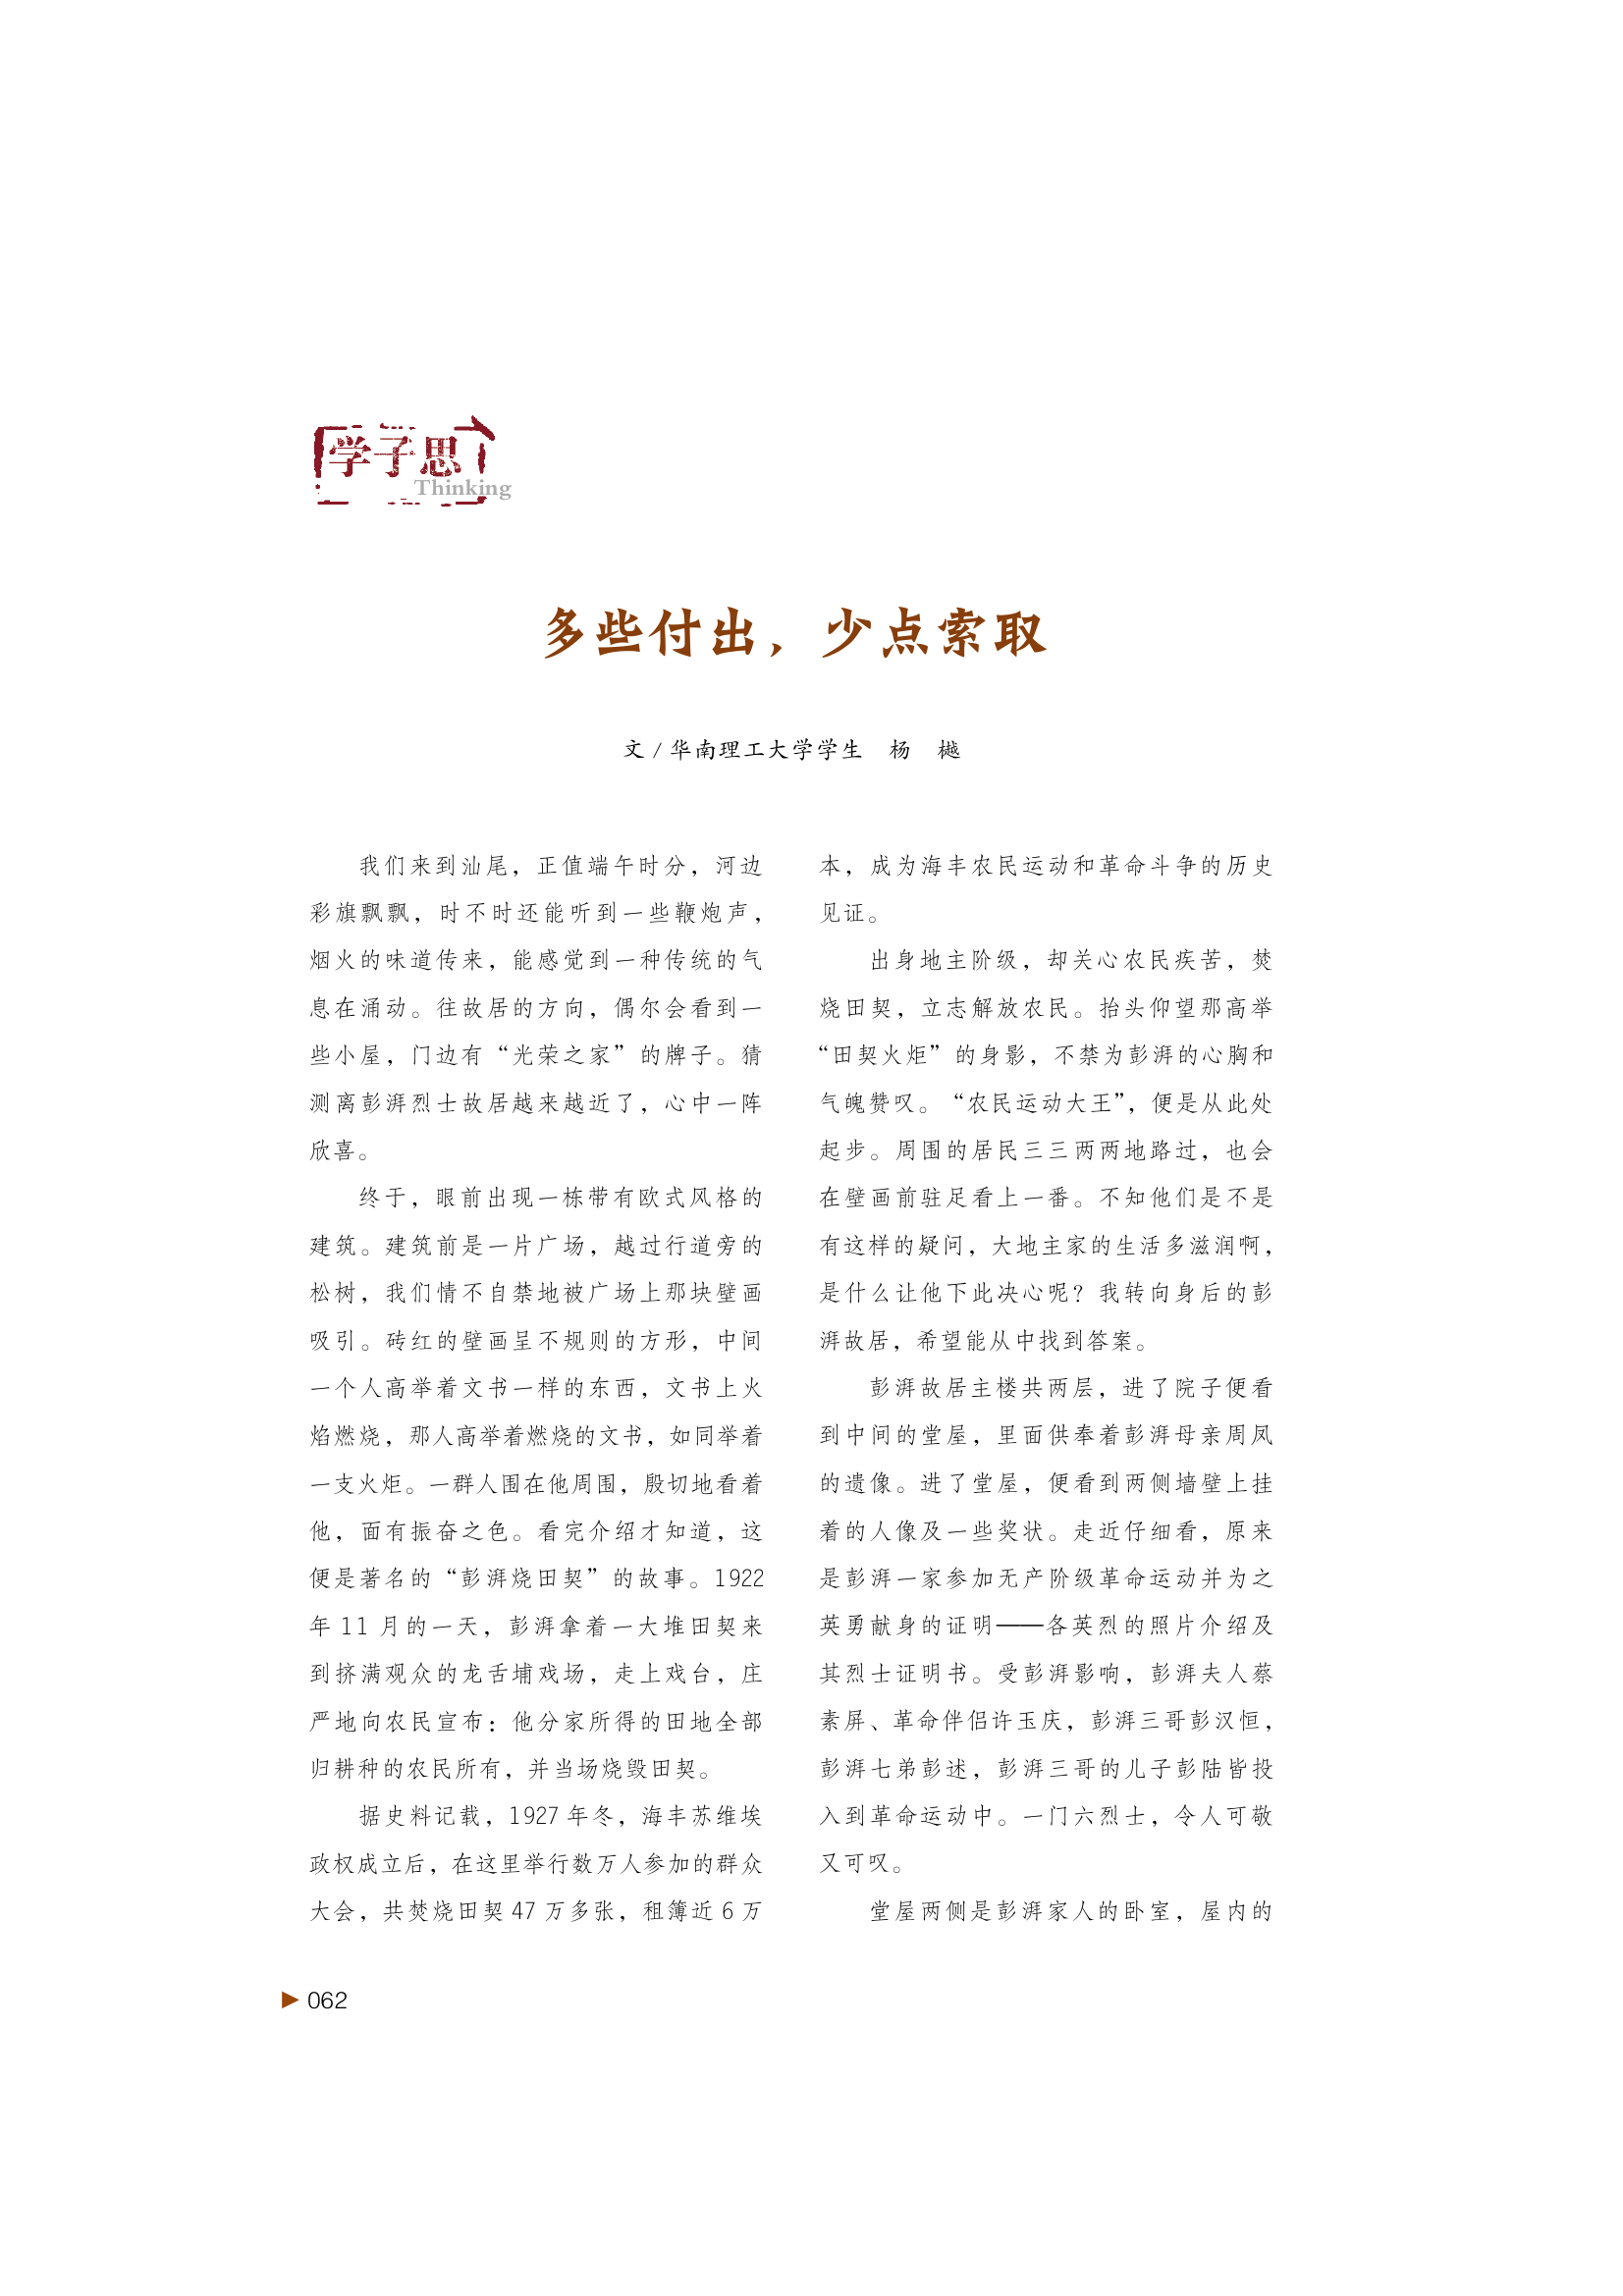 学子思
Thinking
多些付出，少点索取
文 / 华南理工大学学生　杨　樾
我们来到汕尾，正值端午时分，河边
彩旗飘飘，时不时还能听到一些鞭炮声，
烟火的味道传来，能感觉到一种传统的气
息在涌动。往故居的方向，偶尔会看到一
些小屋，门边有“光荣之家”的牌子。猜
测离彭湃烈士故居越来越近了，心中一阵
欣喜。
终于，眼前出现一栋带有欧式风格的
建筑。建筑前是一片广场，越过行道旁的
松树，我们情不自禁地被广场上那块壁画
吸引。砖红的壁画呈不规则的方形，中间
一个人高举着文书一样的东西，文书上火
焰燃烧，那人高举着燃烧的文书，如同举着
一支火炬。一群人围在他周围，殷切地看着
他，面有振奋之色。看完介绍才知道，这
便是著名的“彭湃烧田契”的故事。1922
年 11 月的一天，彭湃拿着一大堆田契来
到挤满观众的龙舌埔戏场，走上戏台，庄
严地向农民宣布：他分家所得的田地全部
归耕种的农民所有，并当场烧毁田契。
据史料记载，1927 年冬，海丰苏维埃
政权成立后，在这里举行数万人参加的群众
大会，共焚烧田契 47 万多张，租簿近 6 万
本，成为海丰农民运动和革命斗争的历史
见证。
出身地主阶级，却关心农民疾苦，焚
烧田契，立志解放农民。抬头仰望那高举
“田契火炬”的身影，不禁为彭湃的心胸和
气魄赞叹。“农民运动大王”，便是从此处
起步。周围的居民三三两两地路过，也会
在壁画前驻足看上一番。不知他们是不是
有这样的疑问，大地主家的生活多滋润啊，
是什么让他下此决心呢？我转向身后的彭
湃故居，希望能从中找到答案。
彭湃故居主楼共两层，进了院子便看
到中间的堂屋，里面供奉着彭湃母亲周凤
的遗像。进了堂屋，便看到两侧墙壁上挂
着的人像及一些奖状。走近仔细看，原来
是彭湃一家参加无产阶级革命运动并为之
英勇献身的证明——各英烈的照片介绍及
其烈士证明书。受彭湃影响，彭湃夫人蔡
素屏、革命伴侣许玉庆，彭湃三哥彭汉恒，
彭湃七弟彭述，彭湃三哥的儿子彭陆皆投
入到革命运动中。一门六烈士，令人可敬
又可叹。
堂屋两侧是彭湃家人的卧室，屋内的
062